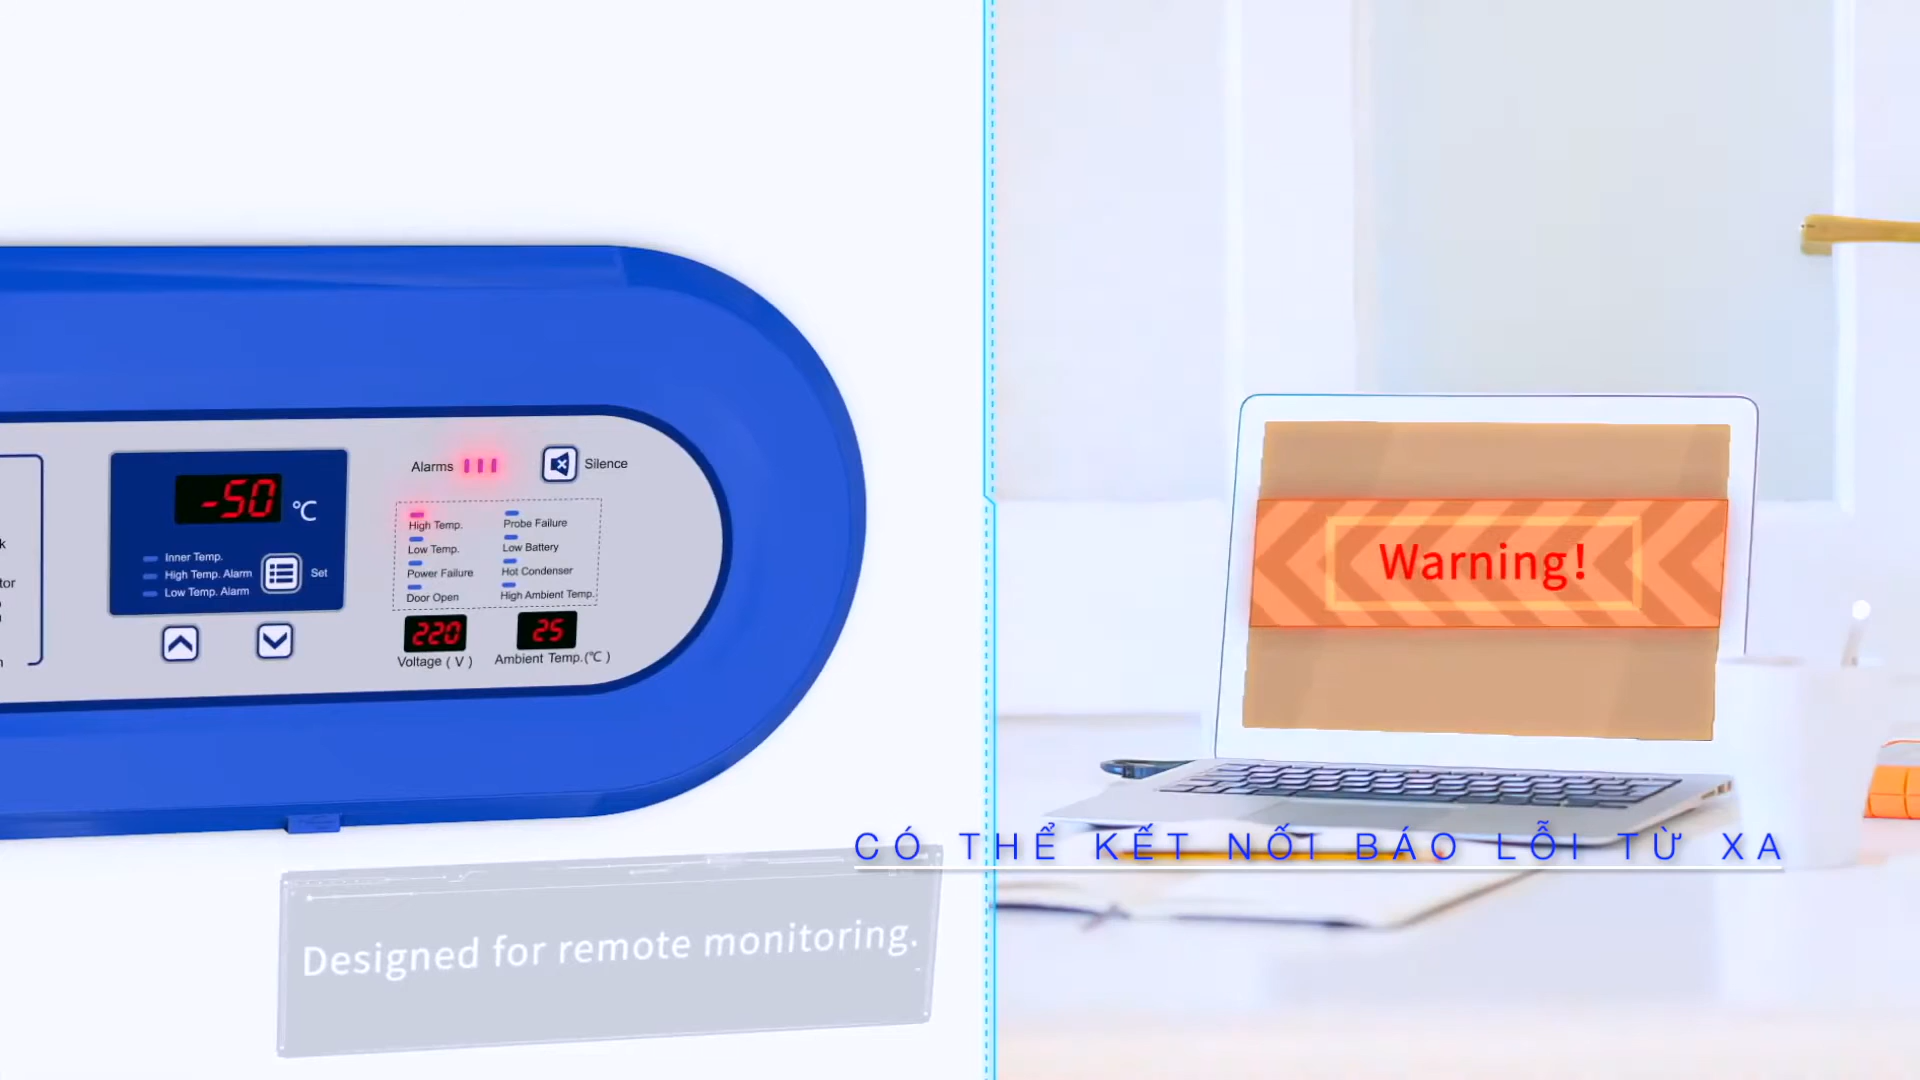 -50 °C
Inner Temp.
High Temp. Alarm
Low Temp. Alarm
Set
Alarms
Silence
High Temp.
Probe Failure
Low Temp.
Low Battery
Power Failure
Hot Condenser
Door Open
High Ambient Temp.
220
25
Voltage ( V )
Ambient Temp.(℃ )
Warning!
CÓ THỂ KẾT NỐI BÁO LỖI TỪ XA
Designed for remote monitoring.